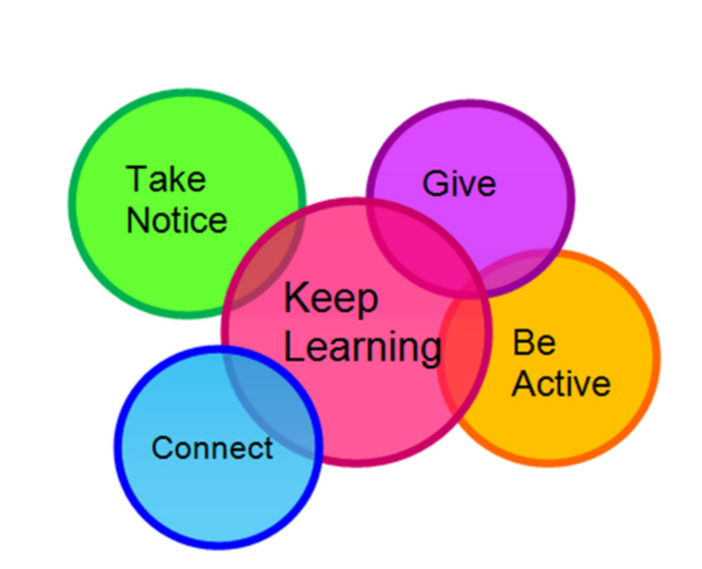 Take
Notice
Give
Keep
Learning
Be
Active
Connect